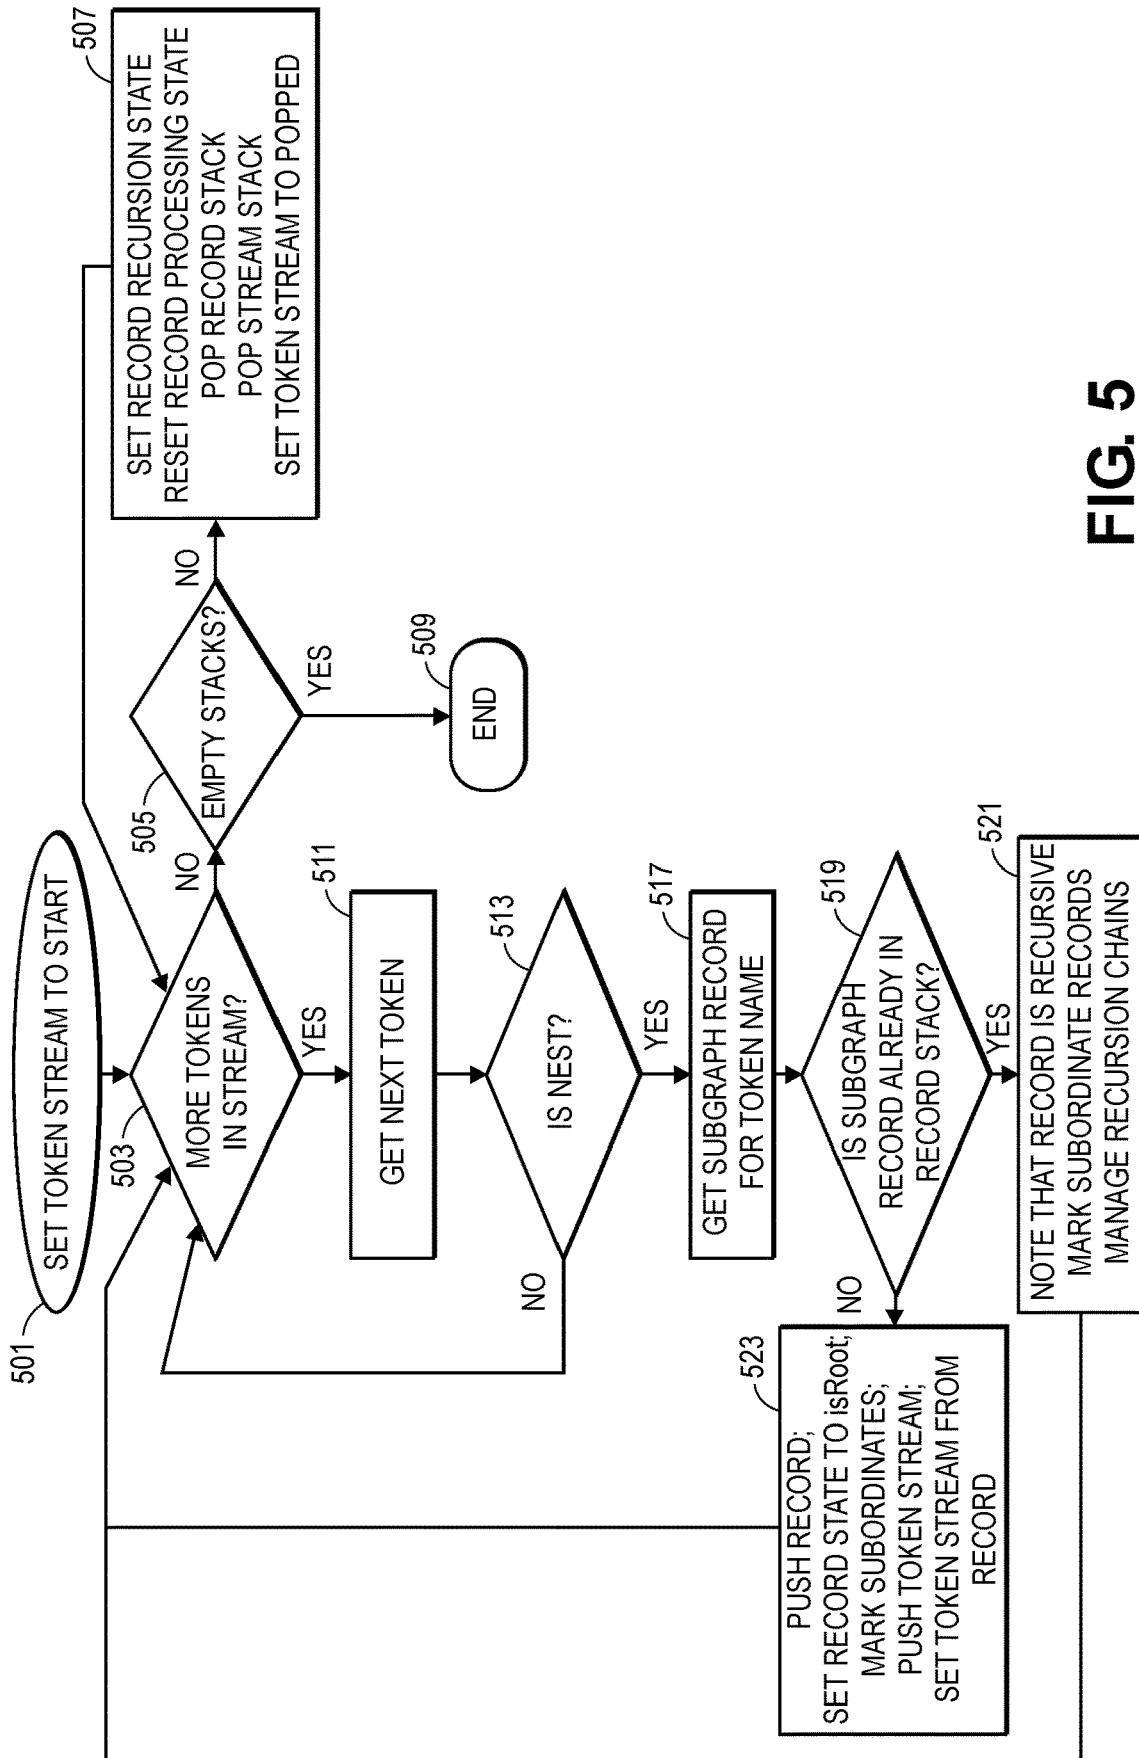 501
SET TOKEN STREAM TO START
503
MORE TOKENS
IN STREAM?
NO
505
EMPTY STACKS?
NO
507
SET RECORD RECURSION STATE
RESET RECORD PROCESSING STATE
POP RECORD STACK
POP STREAM STACK
SET TOKEN STREAM TO POPPED
YES
509
END
YES
511
GET NEXT TOKEN
513
IS NEST?
NO
YES
517
GET SUBGRAPH RECORD
FOR TOKEN NAME
519
IS SUBGRAPH
RECORD ALREADY IN
RECORD STACK?
NO
YES
523
PUSH RECORD;
SET RECORD STATE TO isRoot;
MARK SUBORDINATES;
PUSH TOKEN STREAM;
SET TOKEN STREAM FROM
RECORD
521
NOTE THAT RECORD IS RECURSIVE
MARK SUBORDINATE RECORDS
MANAGE RECURSION CHAINS
FIG. 5